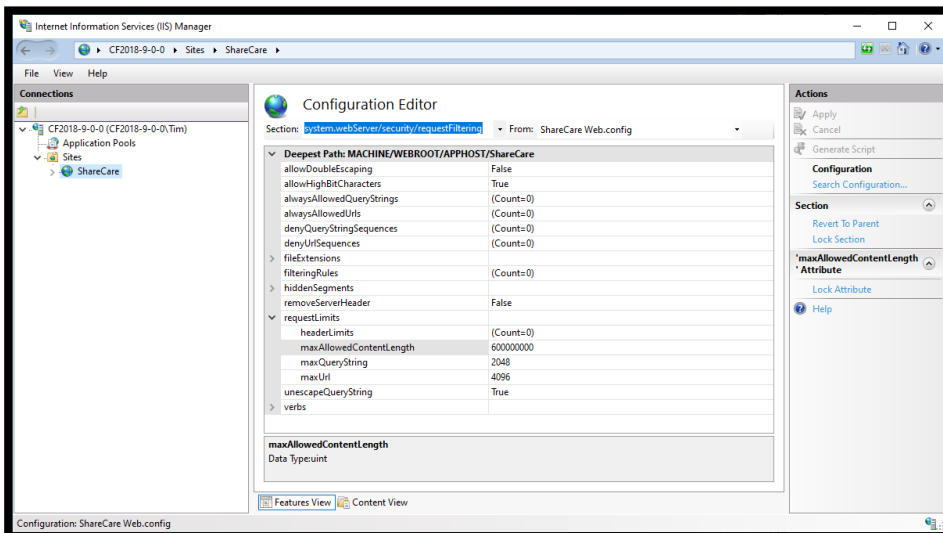 Internet Information Services (IIS) Manager
CF2018-9-0-0 Sites ShareCare
File View Help
Connections
CF2018-9-0-0 (CF2018-9-0-0\Tim)
Application Pools
Sites
ShareCare
Configuration Editor
Section: system.webServer/security/requestFiltering From: ShareCare Web.config
Deepest Path: MACHINE/WEBROOT/APPHOST/ShareCare
allowDoubleEscaping False
allowHighBitCharacters True
alwaysAllowedQueryStrings (Count=0)
alwaysAllowedUrls (Count=0)
denyQueryStringSequences (Count=0)
denyUrlSequences (Count=0)
fileExtensions
filteringRules (Count=0)
hiddenSegments
removeServerHeader False
requestLimits
headerLimits (Count=0)
maxAllowedContentLength 600000000
maxQueryString 2048
maxUrl 4096
unescapeQueryString True
verbs
maxAllowedContentLength
Data Type:uint
Features View Content View
Actions
Apply
Cancel
Generate Script
Configuration
Search Configuration...
Section
Revert To Parent
Lock Section
'maxAllowedContentLength
' Attribute
Lock Attribute
Help
Configuration: ShareCare Web.config